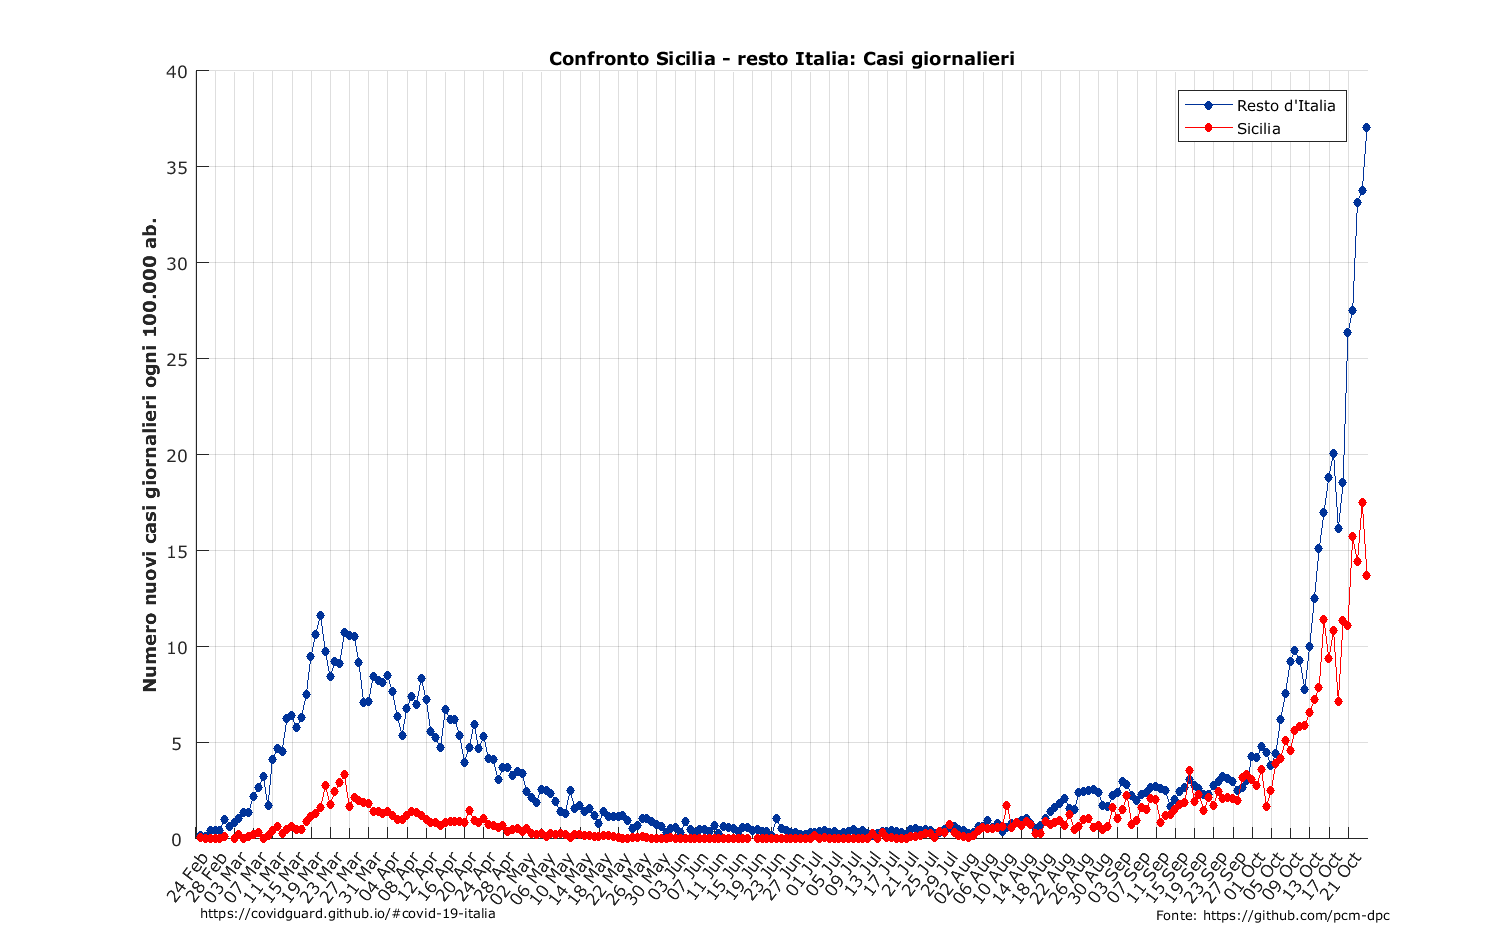 Confronto Sicilia - resto Italia: Casi giornalieri
Resto d'Italia
Sicilia
Numero nuovi casi giornalieri ogni 100.000 ab.
40
35
30
25
20
15
10
5
0
24 Feb
28 Feb
03 Mar
07 Mar
11 Mar
15 Mar
19 Mar
23 Mar
27 Mar
31 Mar
04 Apr
08 Apr
12 Apr
16 Apr
20 Apr
24 Apr
28 Apr
02 May
06 May
10 May
14 May
18 May
22 May
26 May
30 May
03 Jun
07 Jun
11 Jun
15 Jun
19 Jun
23 Jun
27 Jun
01 Jul
05 Jul
09 Jul
13 Jul
17 Jul
21 Jul
25 Jul
29 Jul
02 Aug
06 Aug
10 Aug
14 Aug
18 Aug
22 Aug
26 Aug
30 Aug
03 Sep
07 Sep
11 Sep
15 Sep
19 Sep
23 Sep
27 Sep
01 Oct
05 Oct
09 Oct
13 Oct
17 Oct
21 Oct
https://covidguard.github.io/#covid-19-italia
Fonte: https://github.com/pcm-dpc